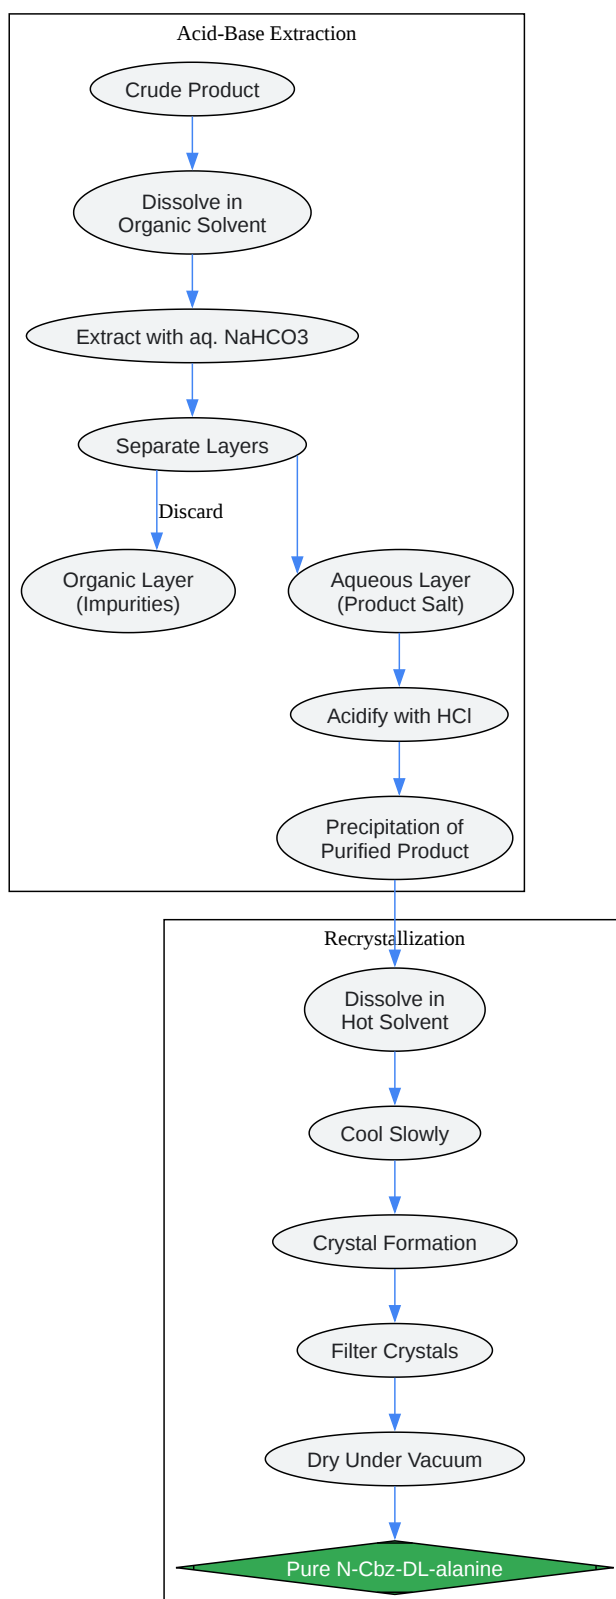 Acid-Base Extraction
Crude Product
Dissolve in
Organic Solvent
Extract with aq. NaHCO3
Separate Layers
Discard
Organic Layer
(Impurities)
Aqueous Layer
(Product Salt)
Acidify with HCl
Precipitation of
Purified Product
Recrystallization
Dissolve in
Hot Solvent
Cool Slowly
Crystal Formation
Filter Crystals
Dry Under Vacuum
Pure N-Cbz-DL-alanine